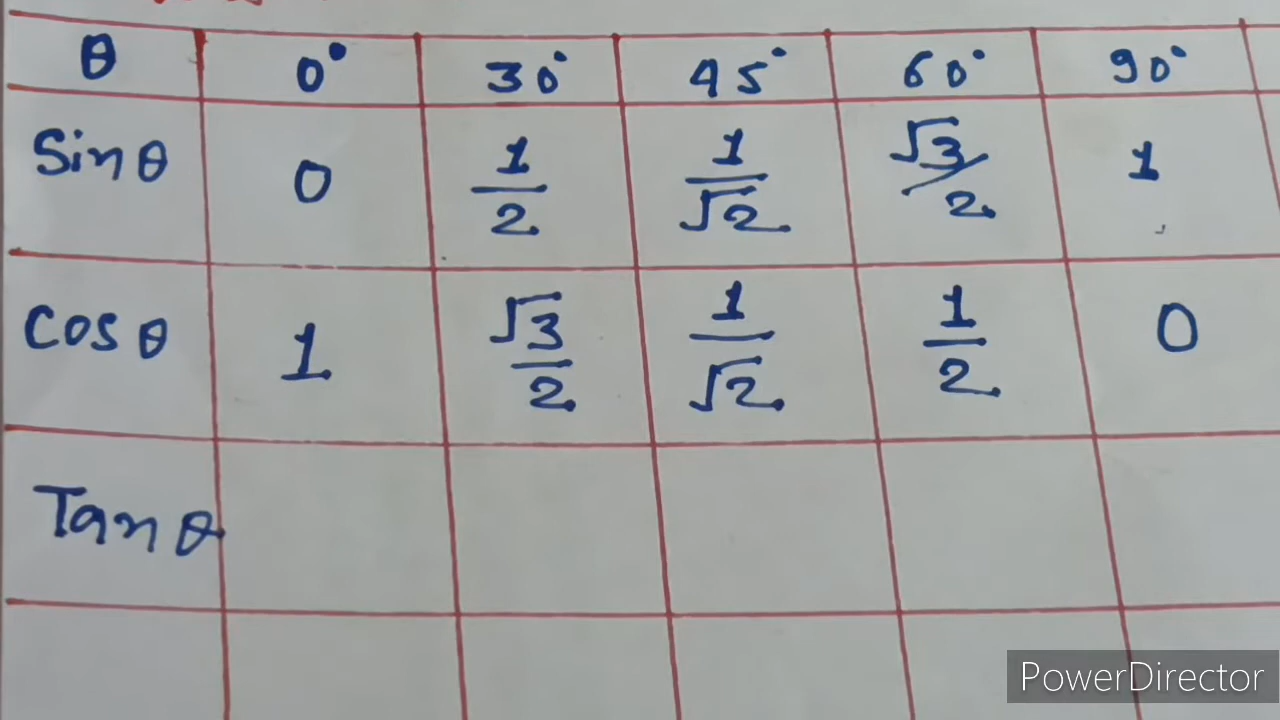 θ 0° 30° 45° 60° 90°
Sinθ 0 1/2 1/√2 √3/2 1
Cosθ 1 √3/2 1/√2 1/2 0
Tanθ
PowerDirector